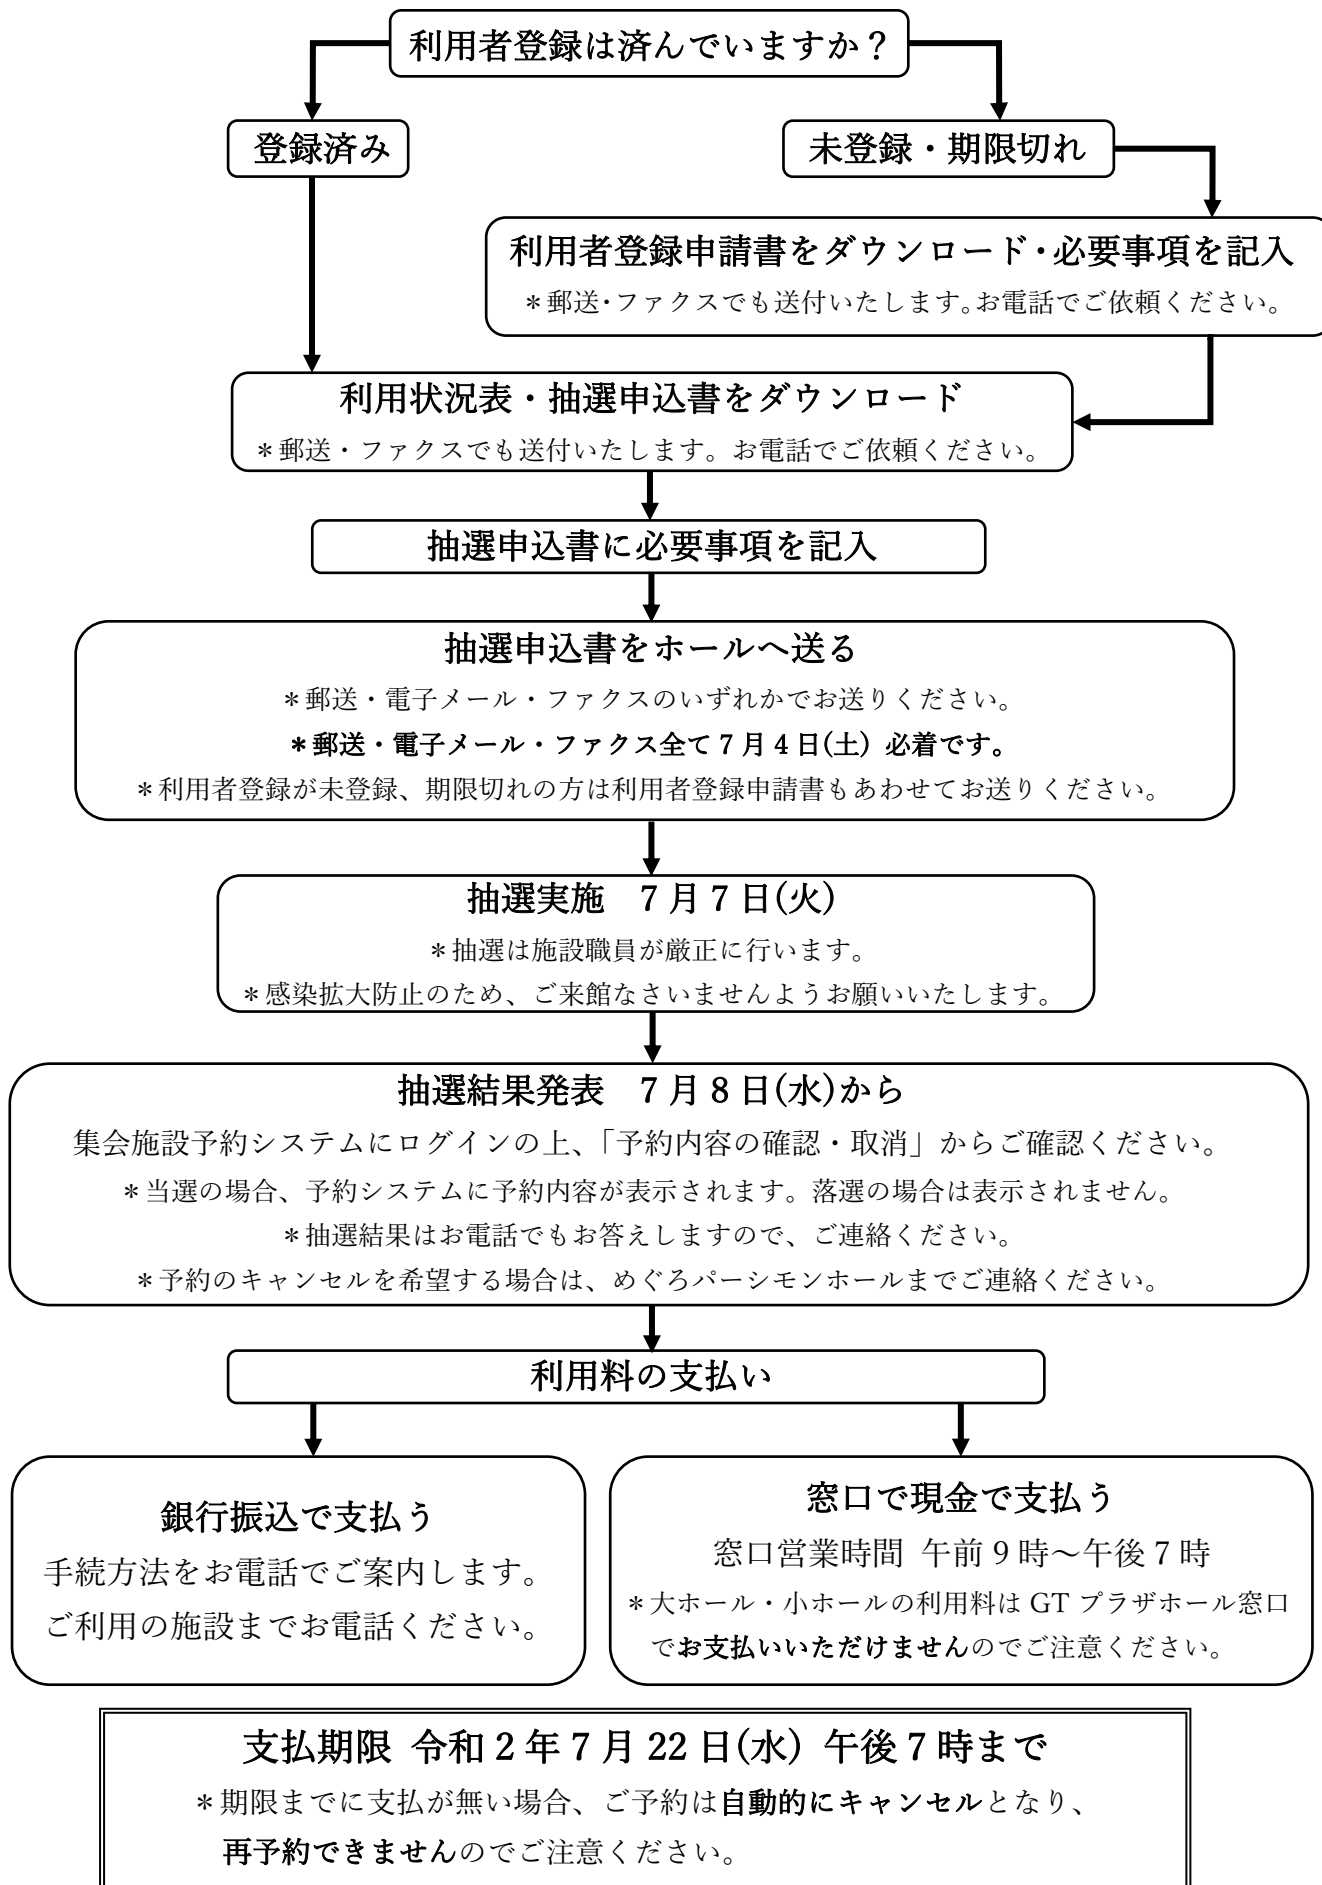 利用者登録は済んでいますか？
登録済み
未登録・期限切れ
利用者登録申請書をダウンロード・必要事項を記入
＊郵送・ファクスでも送付いたします。お電話でご依頼ください。
利用状況表・抽選申込書をダウンロード
＊郵送・ファクスでも送付いたします。お電話でご依頼ください。
抽選申込書に必要事項を記入
抽選申込書をホールへ送る
＊郵送・電子メール・ファクスのいずれかでお送りください。
＊郵送・電子メール・ファクス全て７月４日(土) 必着です。
＊利用者登録が未登録、期限切れの方は利用者登録申請書もあわせてお送りください。
抽選実施　７月７日(火)
＊抽選は施設職員が厳正に行います。
＊感染拡大防止のため、ご来館なさいませんようお願いいたします。
抽選結果発表　７月８日(水)から
集会施設予約システムにログインの上、「予約内容の確認・取消」からご確認ください。
＊当選の場合、予約システムに予約内容が表示されます。落選の場合は表示されません。
＊抽選結果はお電話でもお答えしますので、ご連絡ください。
＊予約のキャンセルを希望する場合は、めぐろパーシモンホールまでご連絡ください。
利用料の支払い
銀行振込で支払う
手続方法をお電話でご案内します。
ご利用の施設までお電話ください。
窓口で現金で支払う
窓口営業時間 午前９時～午後７時
＊大ホール・小ホールの利用料は GT プラザホール窓口
でお支払いいただけませんのでご注意ください。
支払期限 令和２年７月 22 日(水) 午後７時まで
＊期限までに支払が無い場合、ご予約は自動的にキャンセルとなり、
再予約できませんのでご注意ください。